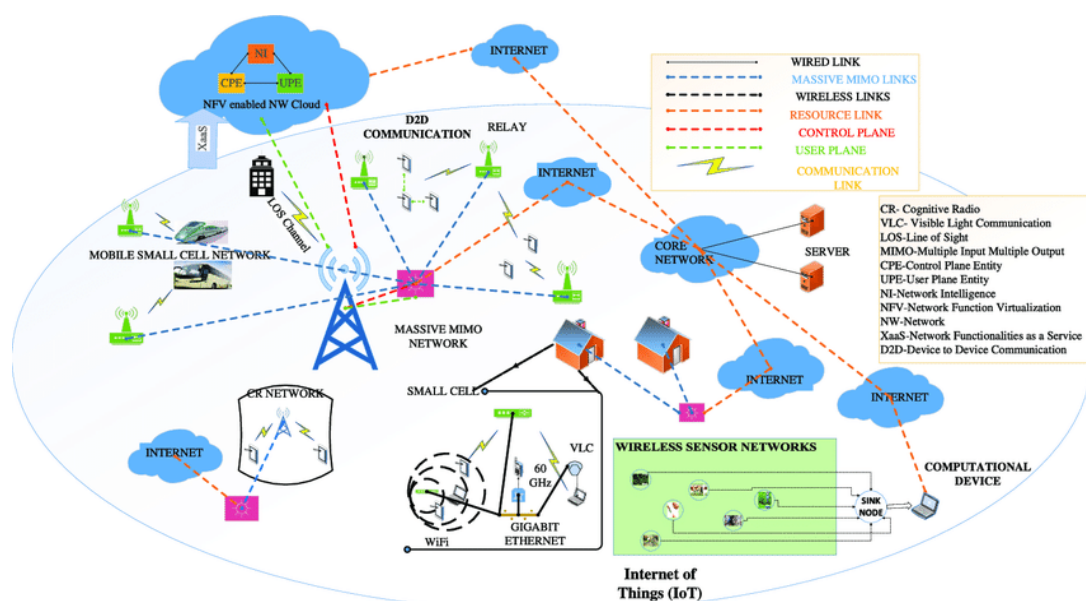 INTERNET
NI
CPE
UPE
NFV enabled NW Cloud
XaaS
D2D
COMMUNICATION
RELAY
INTERNET
LOS Channel
MOBILE SMALL CELL NETWORK
MASSIVE MIMO
NETWORK
CORE
NETWORK
SERVER
WIRED LINK
MASSIVE MIMO LINKS
WIRELESS LINKS
RESOURCE LINK
CONTROL PLANE
USER PLANE
COMMUNICATION
LINK
CR- Cognitive Radio
VLC- Visible Light Communication
LOS-Line of Sight
MIMO-Multiple Input Multiple Output
CPE-Control Plane Entity
UPE-User Plane Entity
NI-Network Intelligence
NFV-Network Function Virtualization
NW-Network
XaaS-Network Functionalities as a Service
D2D-Device to Device Communication
SMALL CELL
INTERNET
INTERNET
CR NETWORK
INTERNET
VLC
60
GHz
WiFi
GIGABIT
ETHERNET
WIRELESS SENSOR NETWORKS
SINK
NODE
COMPUTATIONAL
DEVICE
Internet of
Things (IoT)